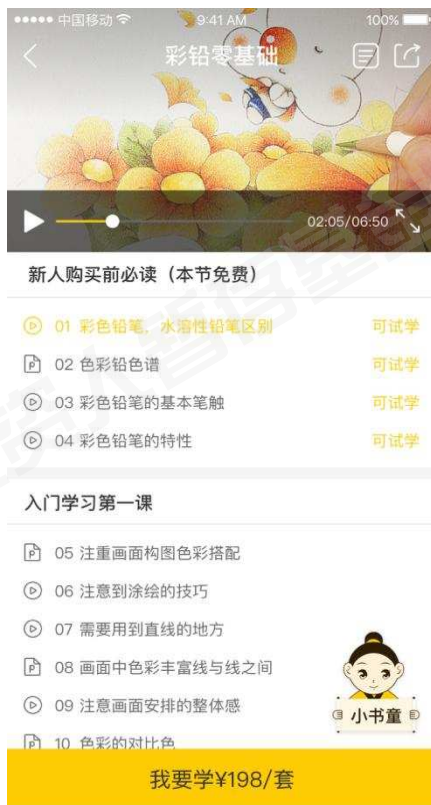 中国移动 9:41 AM 100%
彩铅零基础
02:05/06:50
新人购买前必读（本节免费）
01 彩色铅笔，水溶性铅笔区别 可试学
P 02 色彩铅色谱 可试学
03 彩色铅笔的基本笔触 可试学
04 彩色铅笔的特性 可试学
入门学习第一课
P 05 注重画面构图色彩搭配
06 注意到涂绘的技巧
07 需要用到直线的地方
P 08 画面中色彩丰富线与线之间
09 注意画面安排的整体感
小书童
P 10 色彩的对比色
我要学¥198/套